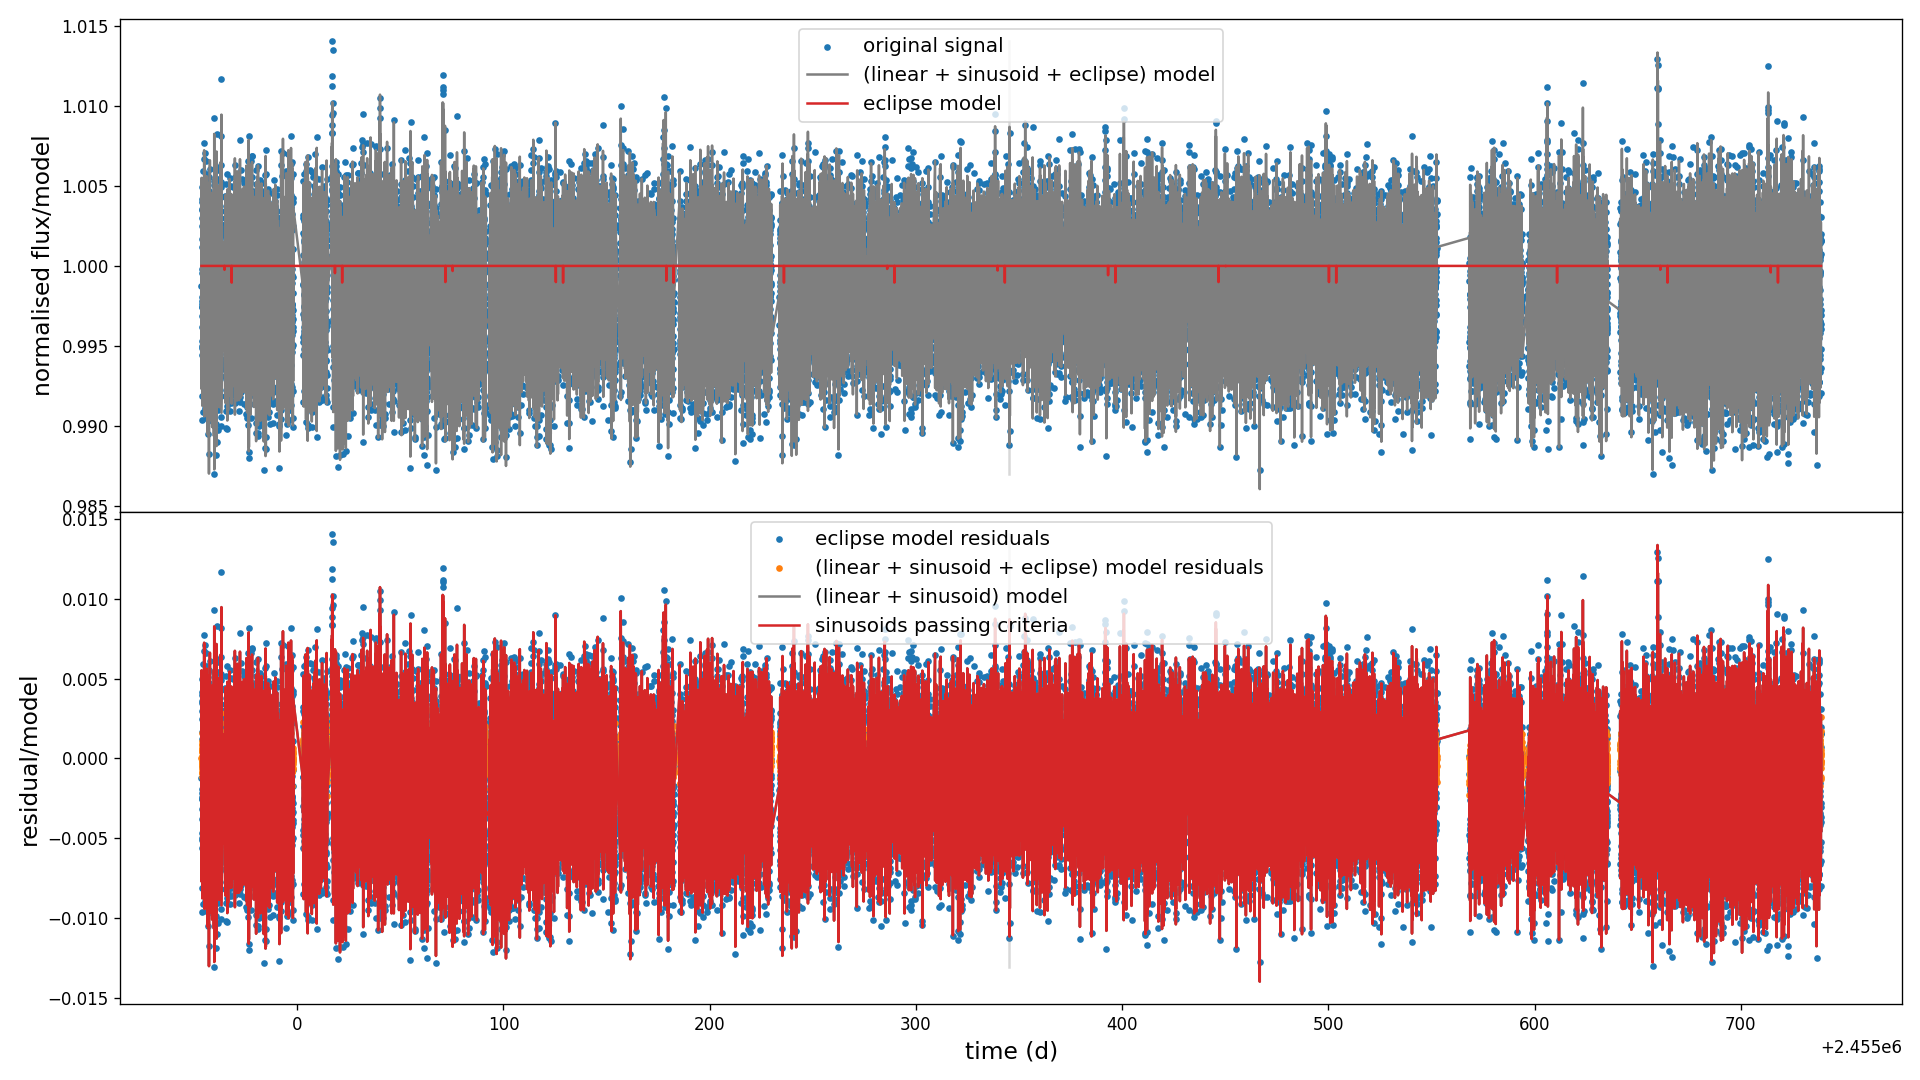 1.015
1.010
1.005
1.000
0.995
0.990
0.985
normalised flux/model
original signal
(linear + sinusoid + eclipse) model
eclipse model
0.015
0.010
0.005
0.000
−0.005
−0.010
−0.015
residual/model
eclipse model residuals
(linear + sinusoid + eclipse) model residuals
(linear + sinusoid) model
sinusoids passing criteria
0 100 200 300 400 500 600 700
time (d)
+2.455e6